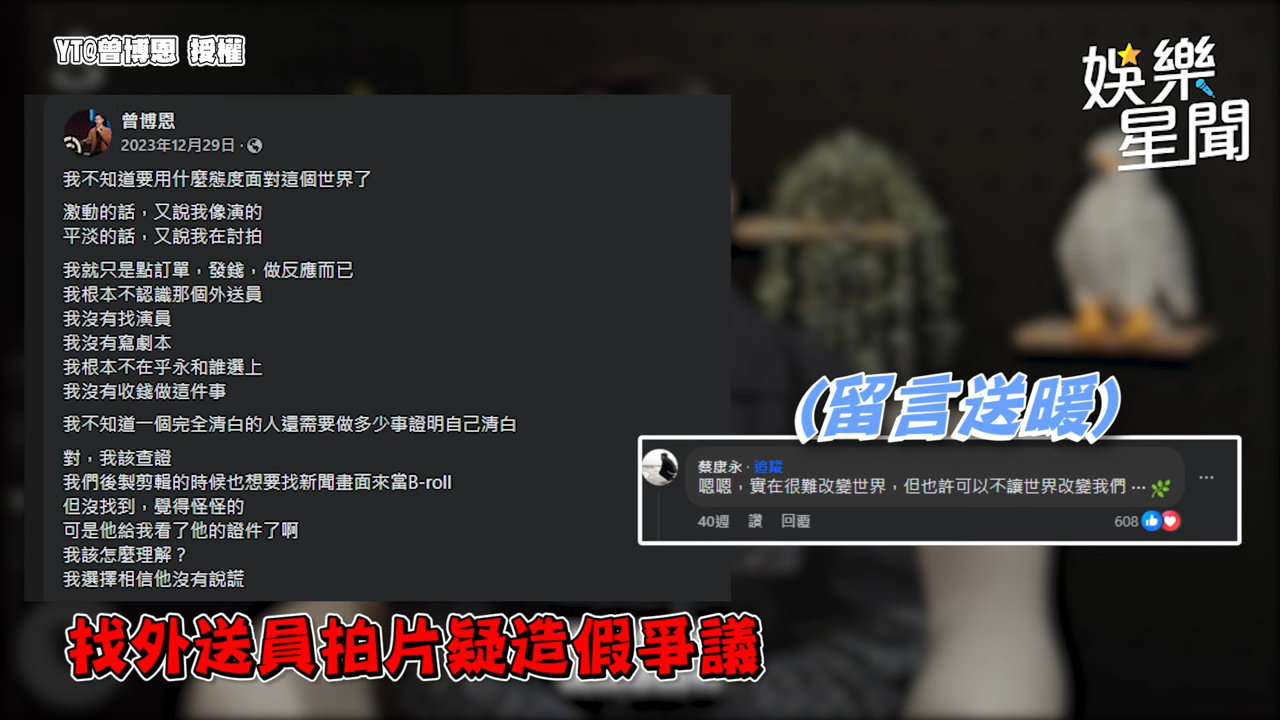 YT@曾博恩 授權
娛樂
星聞
曾博恩
2023年12月29日 ·
我不知道要用什麼態度面對這個世界了
激動的話，又說我像演的
平淡的話，又說我在討拍
我就只是點訂單，發錢，做反應而已
我根本不認識那個外送員
我沒有找演員
我沒有寫劇本
我根本不在乎永和誰選上
我沒有收錢做這件事
我不知道一個完全清白的人還需要做多少事證明自己清白
對，我該查證
我們後製剪輯的時候也想要找新聞畫面來當B-roll
但沒找到，覺得怪怪的
可是他給我看了他的證件了啊
我該怎麼理解？
我選擇相信他沒有說謊
(留言送暖)
蔡康永 · 追蹤
嗯嗯，實在很難改變世界，但也許可以不讓世界改變我們 ⋯ 🌿
40週 讚 回覆 608
找外送員拍片疑造假爭議